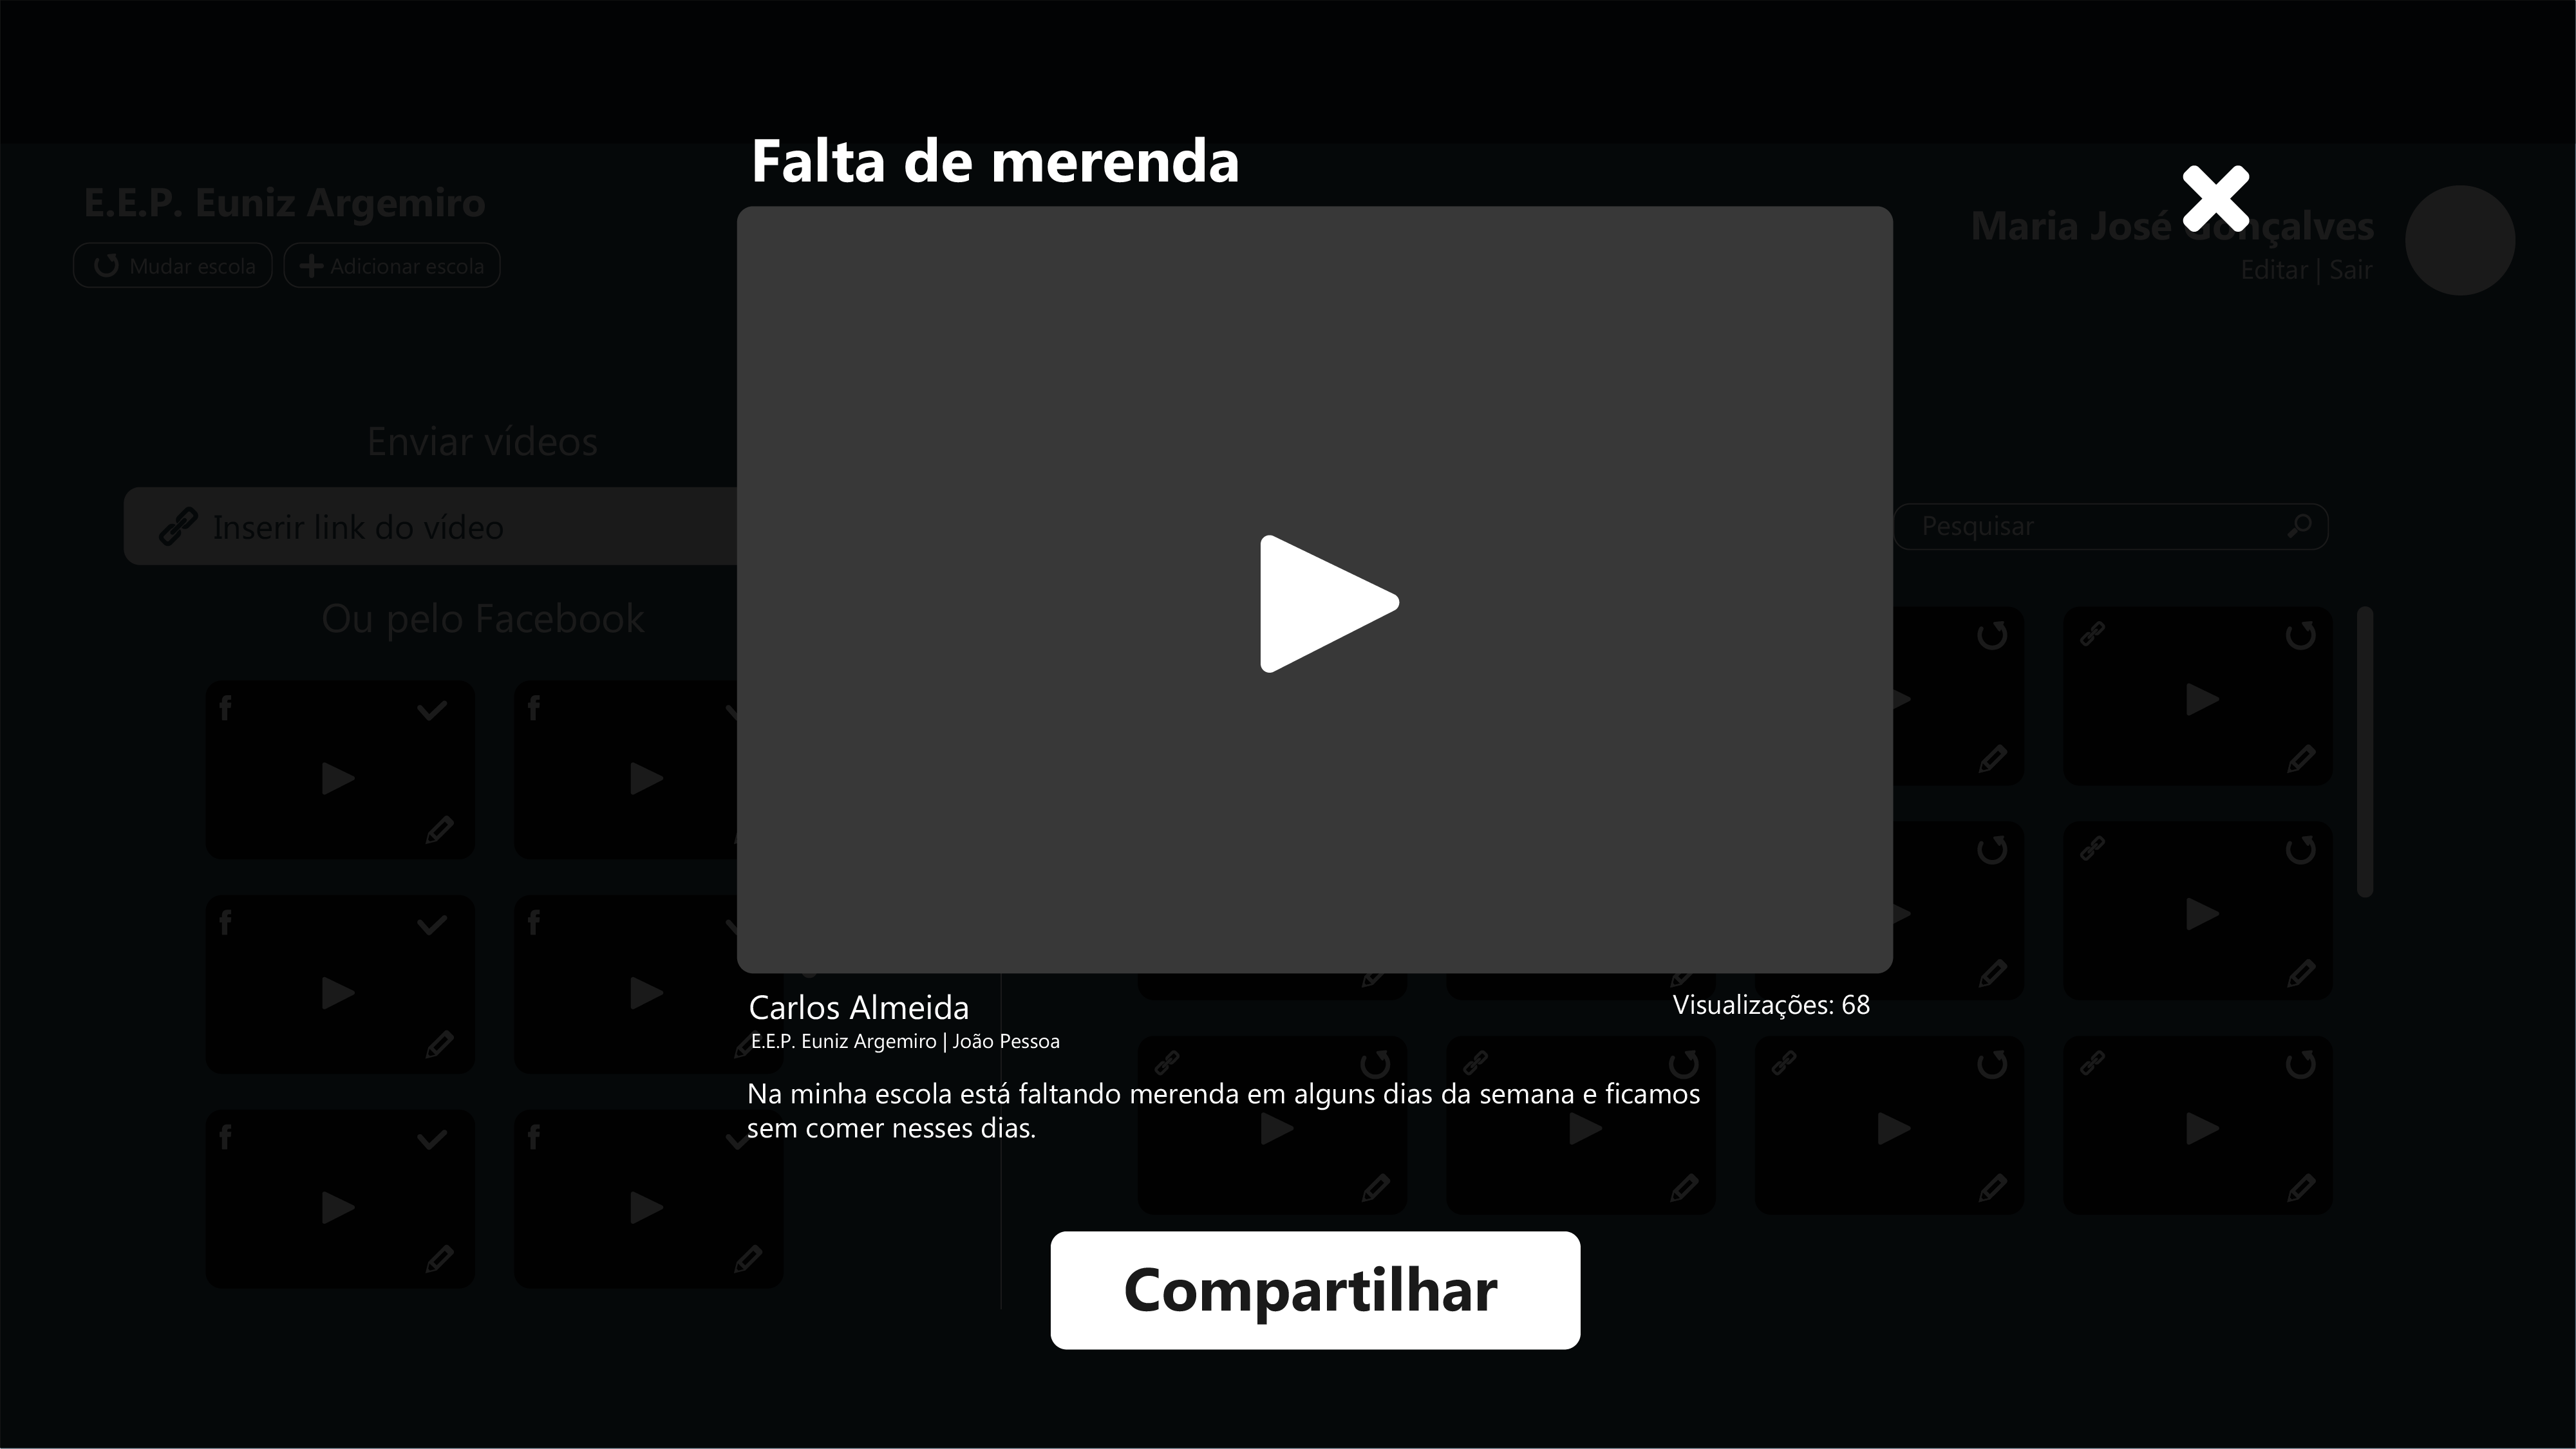 Falta de merenda
E.E.P. Euniz Argemiro
Mudar escola
Adicionar escola
Maria José Gonçalves
Editar | Sair
Enviar vídeos
Inserir link do vídeo
Pesquisar
Ou pelo Facebook
Carlos Almeida
Visualizações: 68
E.E.P. Euniz Argemiro | João Pessoa
Na minha escola está faltando merenda em alguns dias da semana e ficamos
sem comer nesses dias.
Compartilhar